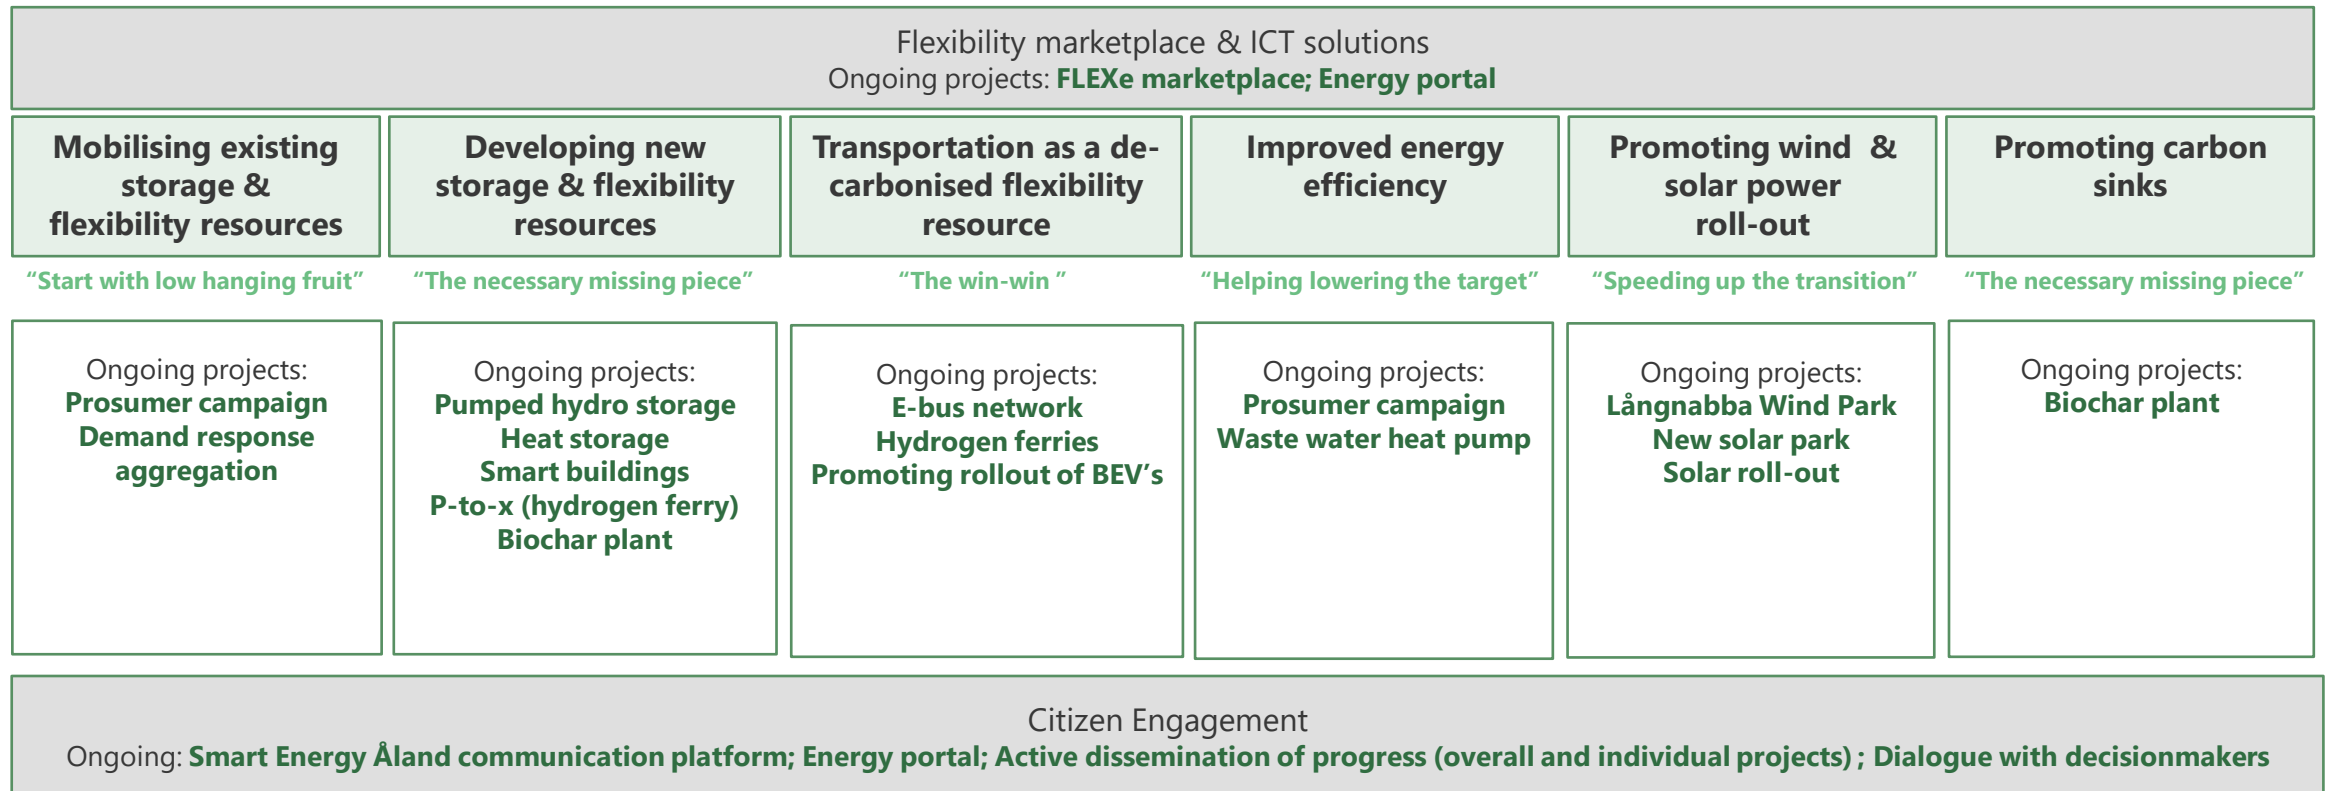 Flexibility marketplace & ICT solutions
Ongoing projects: FLEXe marketplace; Energy portal
Mobilising existing
storage &
flexibility resources
Developing new
storage & flexibility
resources
Transportation as a de-
carbonised flexibility
resource
Improved energy
efficiency
Promoting wind & 
solar power
roll-out
Promoting carbon
sinks
“Start with low hanging fruit”
“The necessary missing piece”
“The win-win ”
“Helping lowering the target”
“Speeding up the transition”
“The necessary missing piece”
Ongoing projects:
Prosumer campaign
Demand response
aggregation
Ongoing projects:
Pumped hydro storage
Heat storage
Smart buildings
P-to-x (hydrogen ferry)
Biochar plant
Ongoing projects:
E-bus network
Hydrogen ferries
Promoting rollout of BEV’s
Ongoing projects:
Prosumer campaign
Waste water heat pump
Ongoing projects:
Långnabba Wind Park
New solar park
Solar roll-out
Ongoing projects:
Biochar plant
Citizen Engagement
Ongoing: Smart Energy Åland communication platform; Energy portal; Active dissemination of progress (overall and individual projects) ; Dialogue with decisionmakers